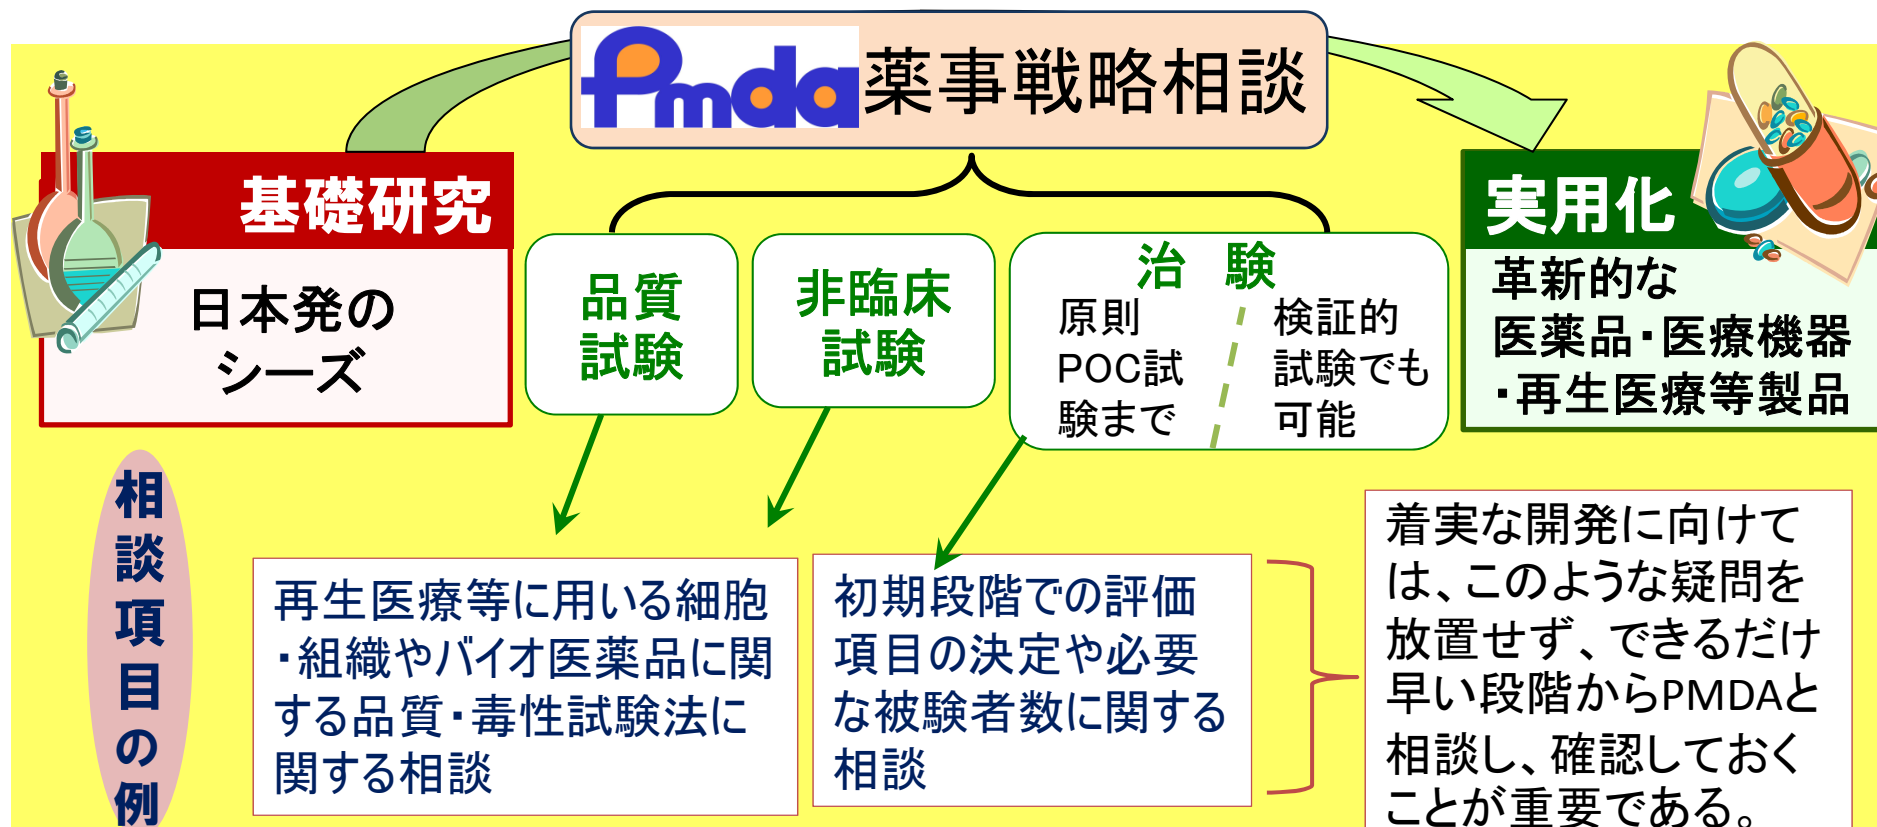 Pmda 薬事戦略相談
基礎研究
日本発の
シーズ
品質
試験
非臨床
試験
治　験
原則
POC試
験まで
検証的
試験でも
可能
実用化
革新的な
医薬品・医療機器
・再生医療等製品
相談項目の例
再生医療等に用いる細胞
・組織やバイオ医薬品に関
する品質・毒性試験法に
関する相談
初期段階での評価
項目の決定や必要
な被験者数に関する
相談
着実な開発に向けて
は、このような疑問を
放置せず、できるだけ
早い段階からPMDAと
相談し、確認しておく
ことが重要である。